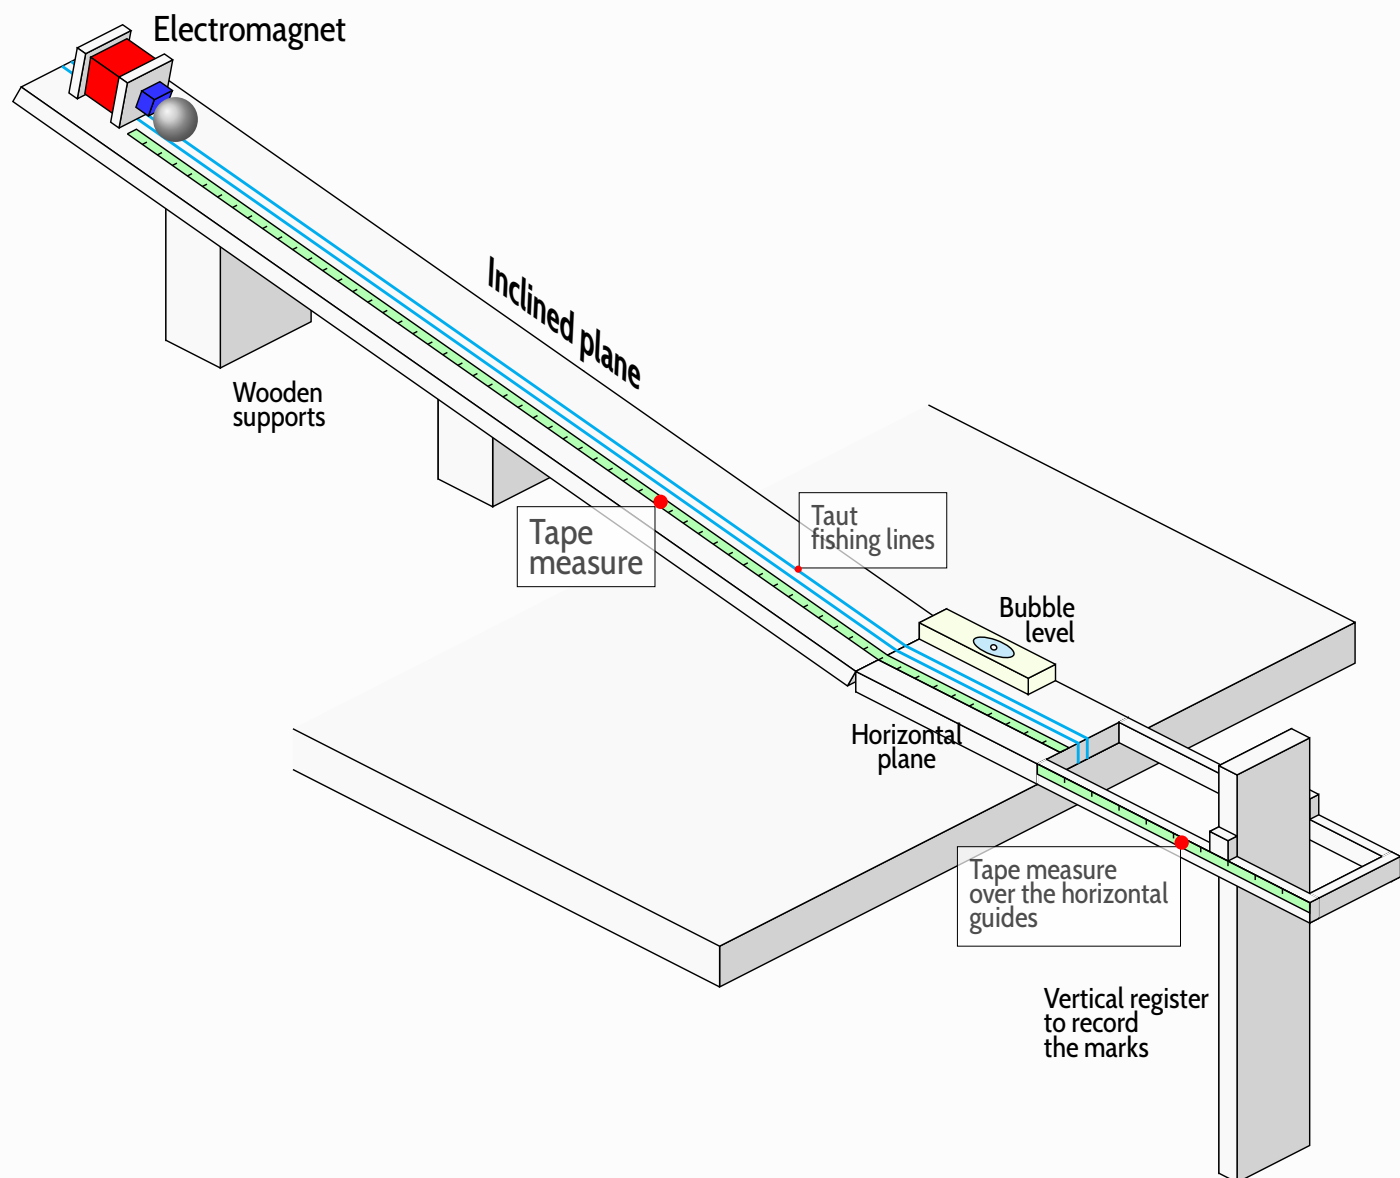 Electromagnet
Inclined plane
Wooden
supports
Tape
measure
Taut
fishing lines
Bubble
level
Horizontal
plane
Tape measure
over the horizontal
guides
Vertical register
to record
the marks